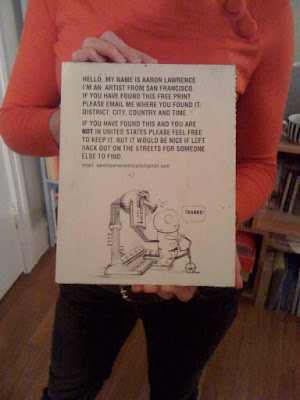 HELLO, MY NAME IS AARON LAWRENCE
I'M AN ARTIST FROM SAN FRANCISCO
IF YOU HAVE FOUND THIS FREE PRINT
PLEASE EMAIL ME WHERE YOU FOUND IT:
DISTRICT, CITY, COUNTRY AND TIME.
IF YOU HAVE FOUND THIS AND YOU ARE
NOT IN UNITED STATES PLEASE FEEL FREE
TO KEEP IT, BUT IT WOULD BE NICE IF LEFT
BACK OUT ON THE STREETS FOR SOMEONE
ELSE TO FIND.
THANKS!